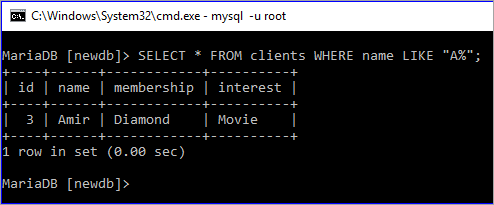 C:\Windows\System32\cmd.exe - mysql  -u root
MariaDB [newdb]> SELECT * FROM clients WHERE name LIKE "A%";
+----+------+------------+----------+
| id | name | membership | interest |
+----+------+------------+----------+
|  3 | Amir | Diamond    | Movie    |
+----+------+------------+----------+
1 row in set (0.00 sec)
MariaDB [newdb]>